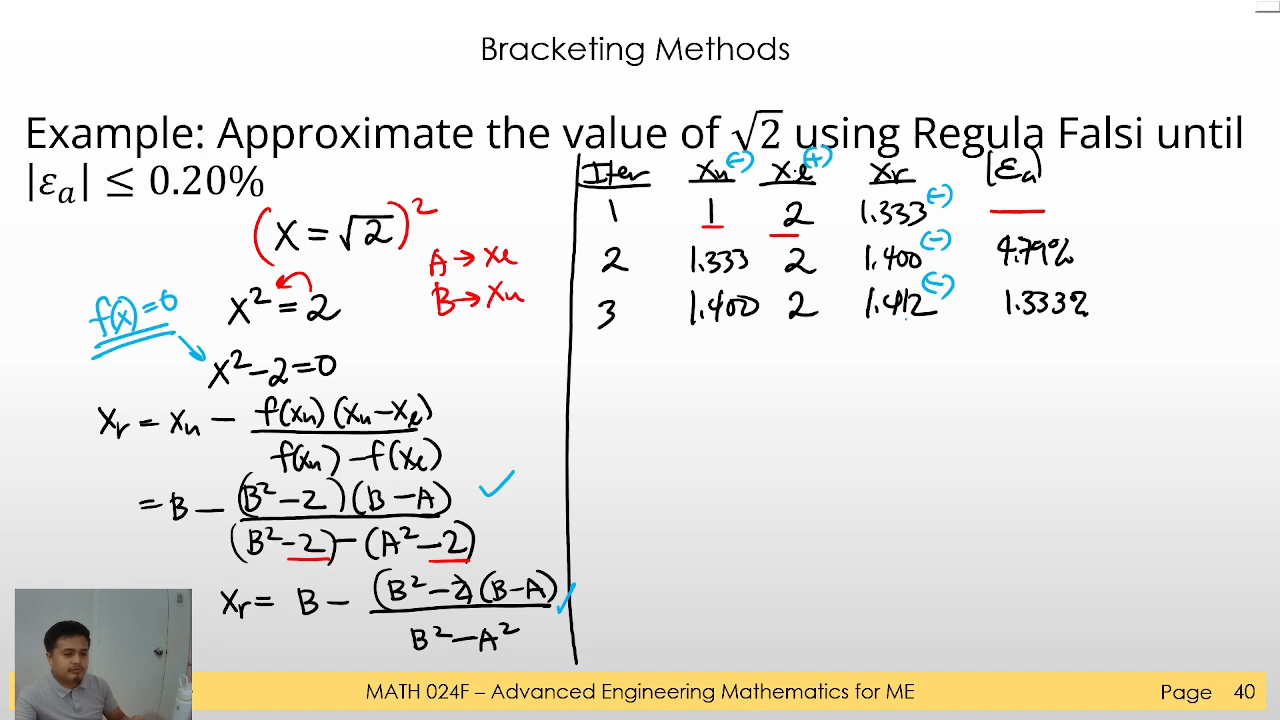 Bracketing Methods
Example: Approximate the value of √2 using Regula Falsi until
|εₐ| ≤ 0.20%
(x = √2)²
A → xℓ
B → xᵤ
f(x) = 0
x² = 2
x² − 2 = 0
xᵣ = xᵤ − f(xᵤ)(xᵤ − xℓ) / f(xᵤ) − f(xℓ)
= B − (B² − 2)(B − A) / (B² − 2) − (A² − 2) ✓
xᵣ = B − (B² − 2)(B − A) / B² − A² ✓
Iter xᵤ(−) xℓ(+) xᵣ |εₐ|
1 1 2 1.333(−) —
2 1.333 2 1.400(−) 4.79%
3 1.400 2 1.412(−) 1.333%
MATH 024F – Advanced Engineering Mathematics for ME
Page 40